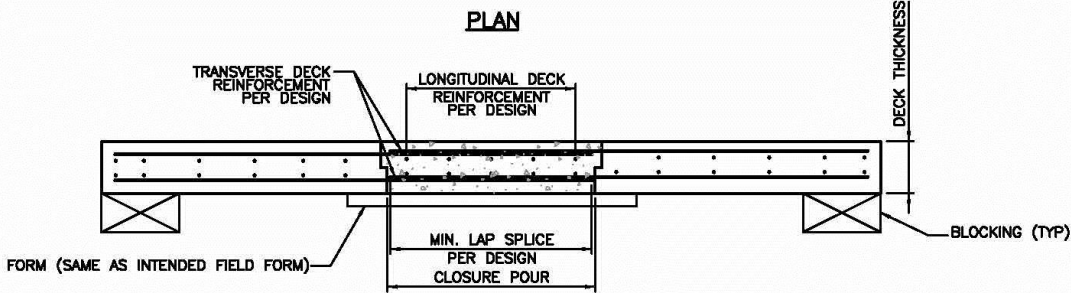 PLAN
TRANSVERSE DECK
REINFORCEMENT
PER DESIGN
LONGITUDINAL DECK
REINFORCEMENT
PER DESIGN
DECK THICKNESS
MIN. LAP SPLICE
PER DESIGN
CLOSURE POUR
FORM (SAME AS INTENDED FIELD FORM)
BLOCKING (TYP)